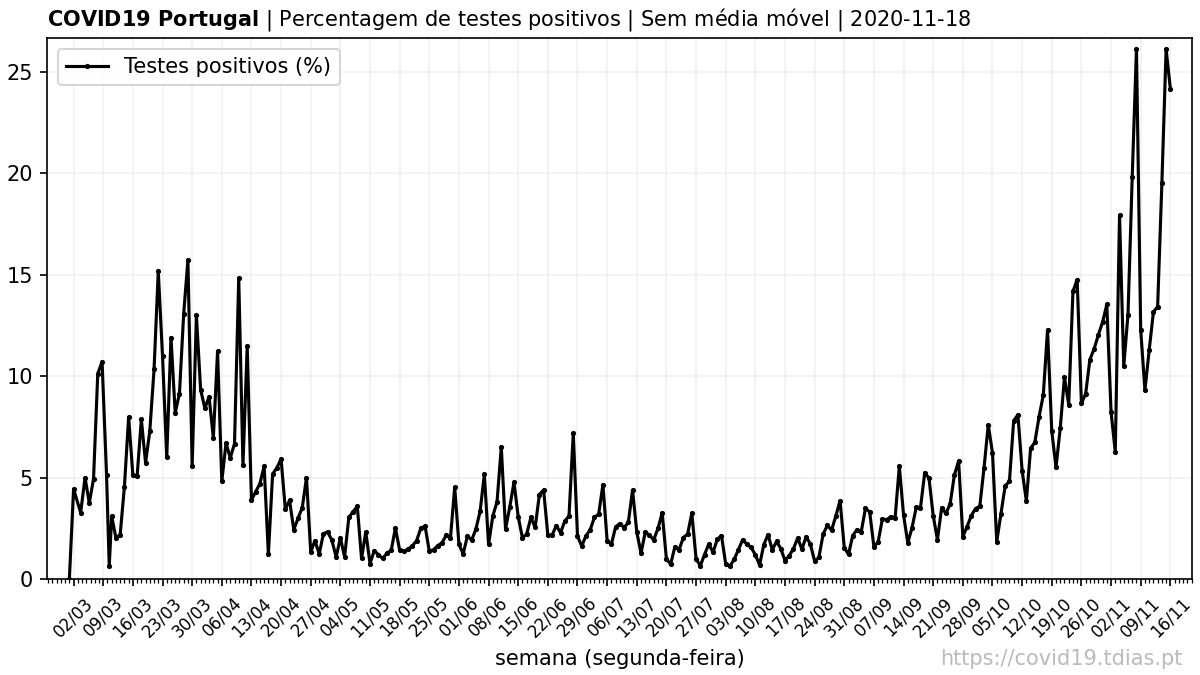 COVID19 Portugal | Percentagem de testes positivos | Sem média móvel | 2020-11-18
Testes positivos (%)
25
20
15
10
5
0
02/03 09/03 16/03 23/03 30/03 06/04 13/04 20/04 27/04 04/05 11/05 18/05 25/05 01/06 08/06 15/06 22/06 29/06 06/07 13/07 20/07 27/07 03/08 10/08 17/08 24/08 31/08 07/09 14/09 21/09 28/09 05/10 12/10 19/10 26/10 02/11 09/11 16/11
semana (segunda-feira)
https://covid19.tdias.pt